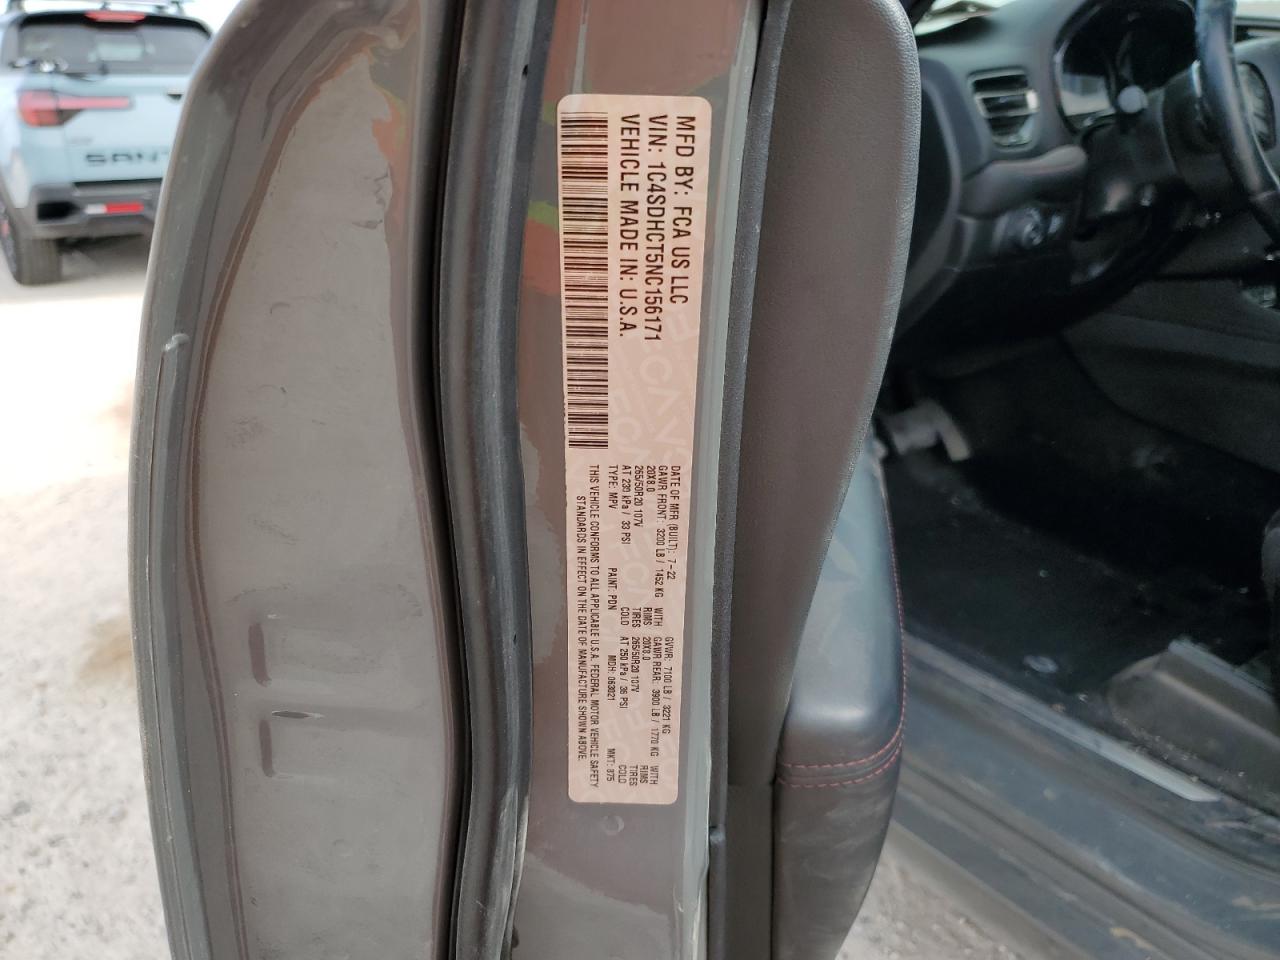 MFD BY: FCA US LLC
VIN: 1C4SDHCT5NC156171
VEHICLE MADE IN: U.S.A.
DATE OF MFR (BUILT): 7-22 GVWR: 7100 LB / 3221 KG
GAWR FRONT: 3200 LB / 1452 KG WITH GAWR REAR: 3900 LB / 1770 KG WITH
20X8.0 RIMS 20X8.0 RIMS
265/50R20 107V TIRES 265/50R20 107V TIRES
AT 230 kPa / 33 PSI COLD AT 250 kPa / 36 PSI COLD
TYPE: MPV PAINT: PDN MDH: 063021 MKT: 875
THIS VEHICLE CONFORMS TO ALL APPLICABLE U.S.A. FEDERAL MOTOR VEHICLE SAFETY
STANDARDS IN EFFECT ON THE DATE OF MANUFACTURE SHOWN ABOVE.